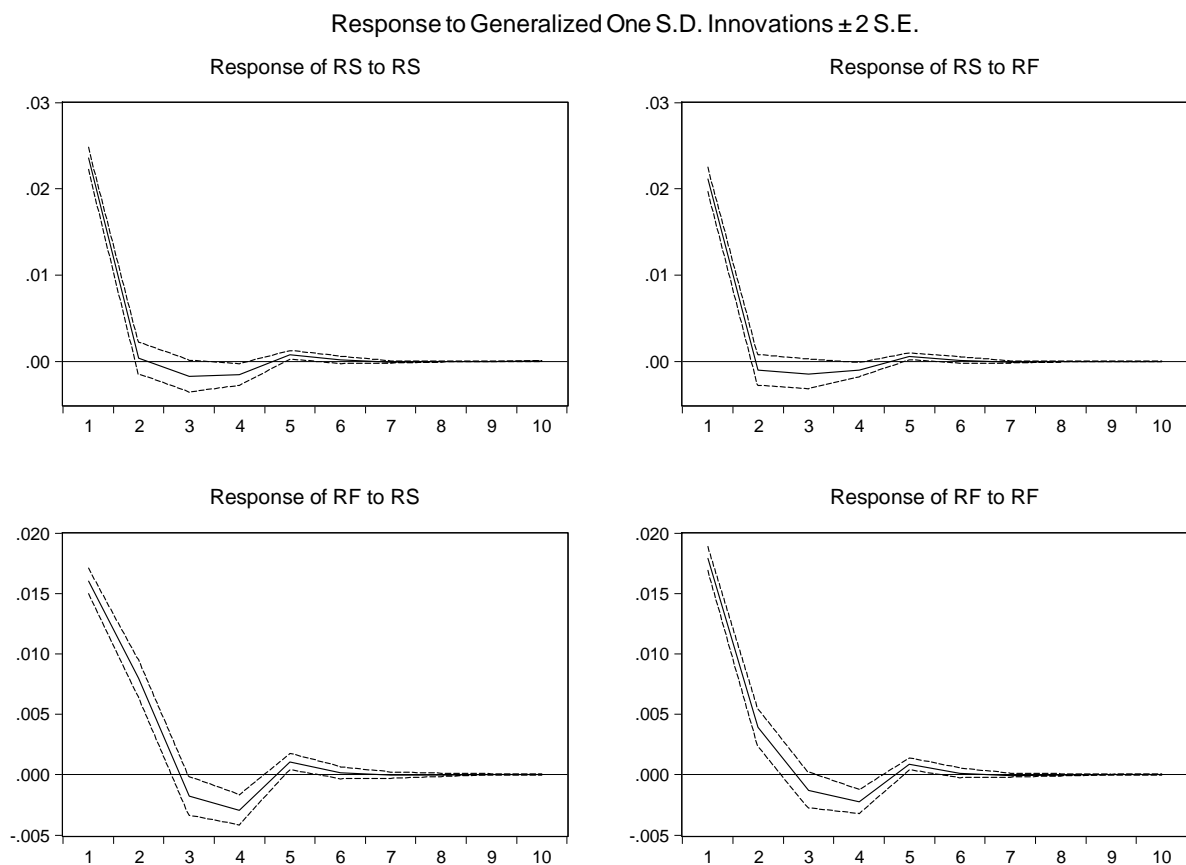 Response to Generalized One S.D. Innovations ± 2 S.E.
Response of RS to RS
.03
.02
.01
.00
1 2 3 4 5 6 7 8 9 10
Response of RS to RF
.03
.02
.01
.00
1 2 3 4 5 6 7 8 9 10
Response of RF to RS
.020
.015
.010
.005
.000
-.005
1 2 3 4 5 6 7 8 9 10
Response of RF to RF
.020
.015
.010
.005
.000
-.005
1 2 3 4 5 6 7 8 9 10